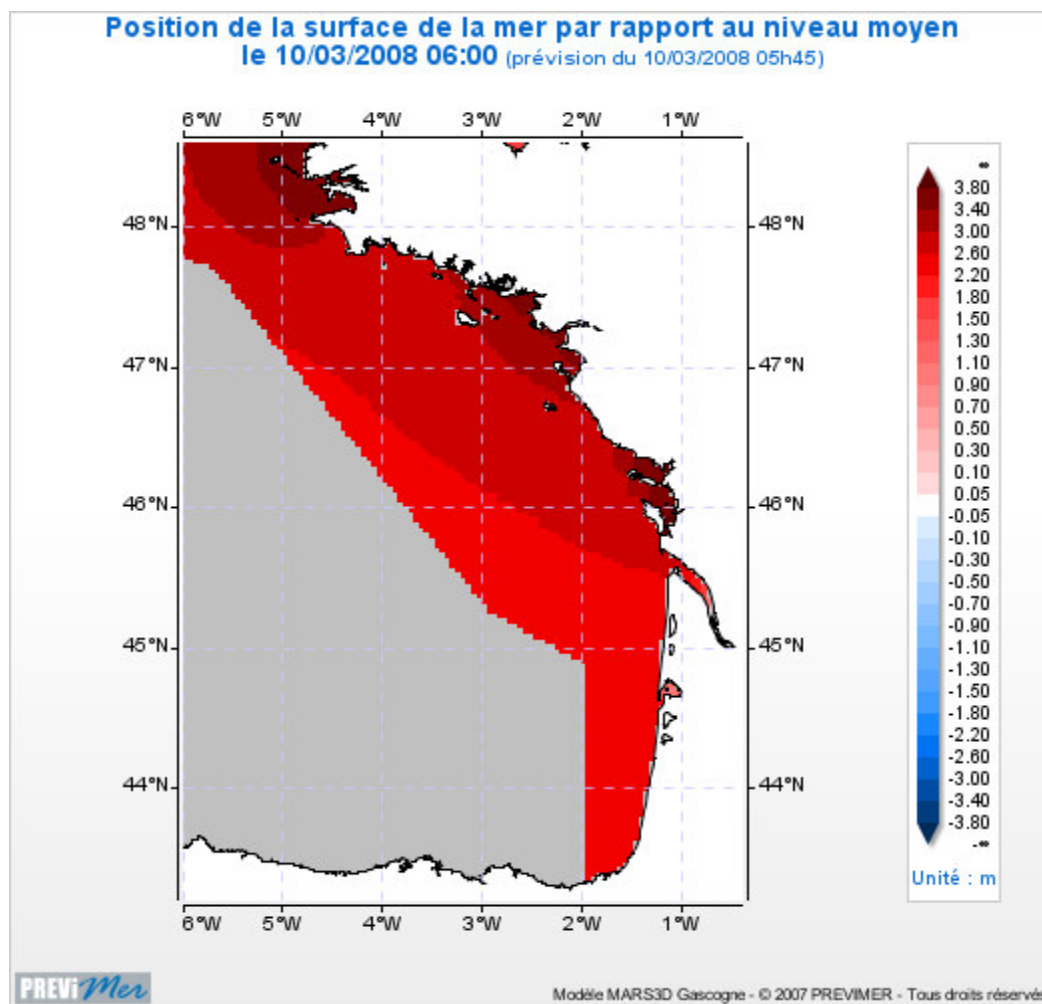 Position de la surface de la mer par rapport au niveau moyen
le 10/03/2008 06:00 (prévision du 10/03/2008 05h45)
6°W 5°W 4°W 3°W 2°W 1°W
48°N 48°N
47°N 47°N
46°N 46°N
45°N 45°N
44°N 44°N
6°W 5°W 4°W 3°W 2°W 1°W
∞
3.80
3.40
3.00
2.60
2.20
1.80
1.50
1.30
1.10
0.90
0.70
0.50
0.30
0.10
0.05
-0.05
-0.10
-0.30
-0.50
-0.70
-0.90
-1.10
-1.30
-1.50
-1.80
-2.20
-2.60
-3.00
-3.40
-3.80
-∞
Unité : m
PREViMer
Modèle MARS3D Gascogne - © 2007 PREVIMER - Tous droits réservés